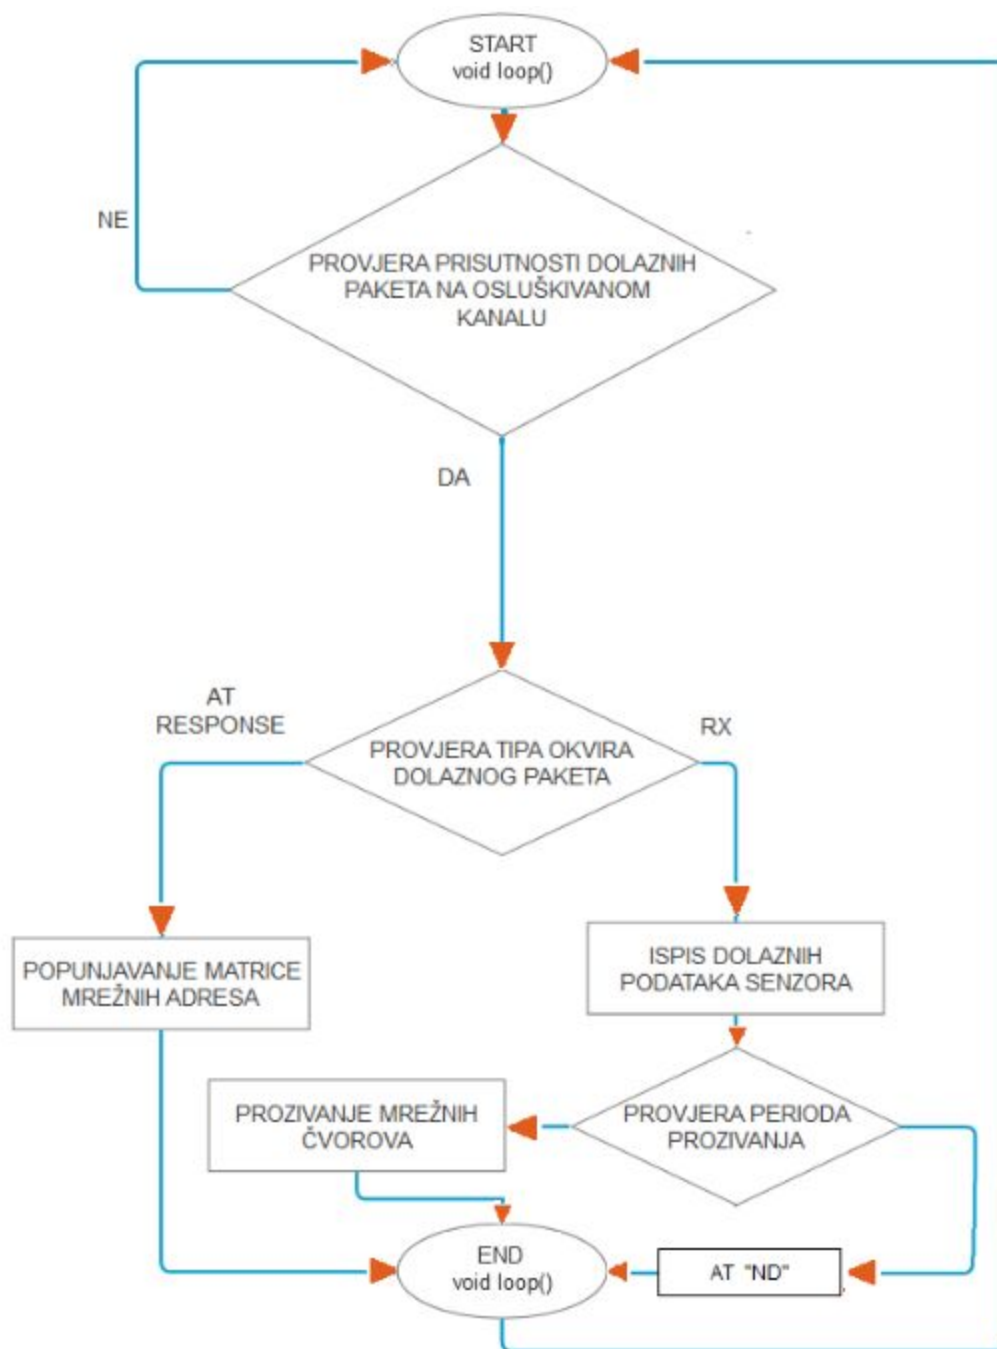 START
void loop()
NE
PROVJERA PRISUTNOSTI DOLAZNIH
PAKETA NA OSLUŠKIVANOM
KANALU
DA
AT
RESPONSE
PROVJERA TIPA OKVIRA
DOLAZNOG PAKETA
RX
POPUNJAVANJE MATRICE
MREŽNIH ADRESA
ISPIS DOLAZNIH
PODATAKA SENZORA
PROZIVANJE MREŽNIH
ČVOROVA
PROVJERA PERIODA
PROZIVANJA
END
void loop()
AT "ND"